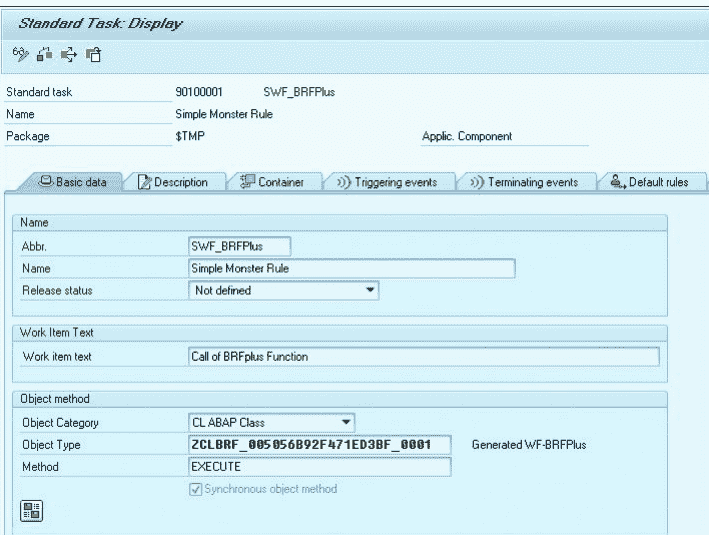 Standard Task: Display
Standard task 90100001 SWF_BRFPlus
Name Simple Monster Rule
Package $TMP Applic. Component
Basic data Description Container Triggering events Terminating events Default rules
Name
Abbr. SWF_BRFPlus
Name Simple Monster Rule
Release status Not defined
Work Item Text
Work item text Call of BRFplus Function
Object method
Object Category CL ABAP Class
Object Type ZCLBRF_005056B92F471ED3BF_0001 Generated WF-BRFPlus
Method EXECUTE
Synchronous object method